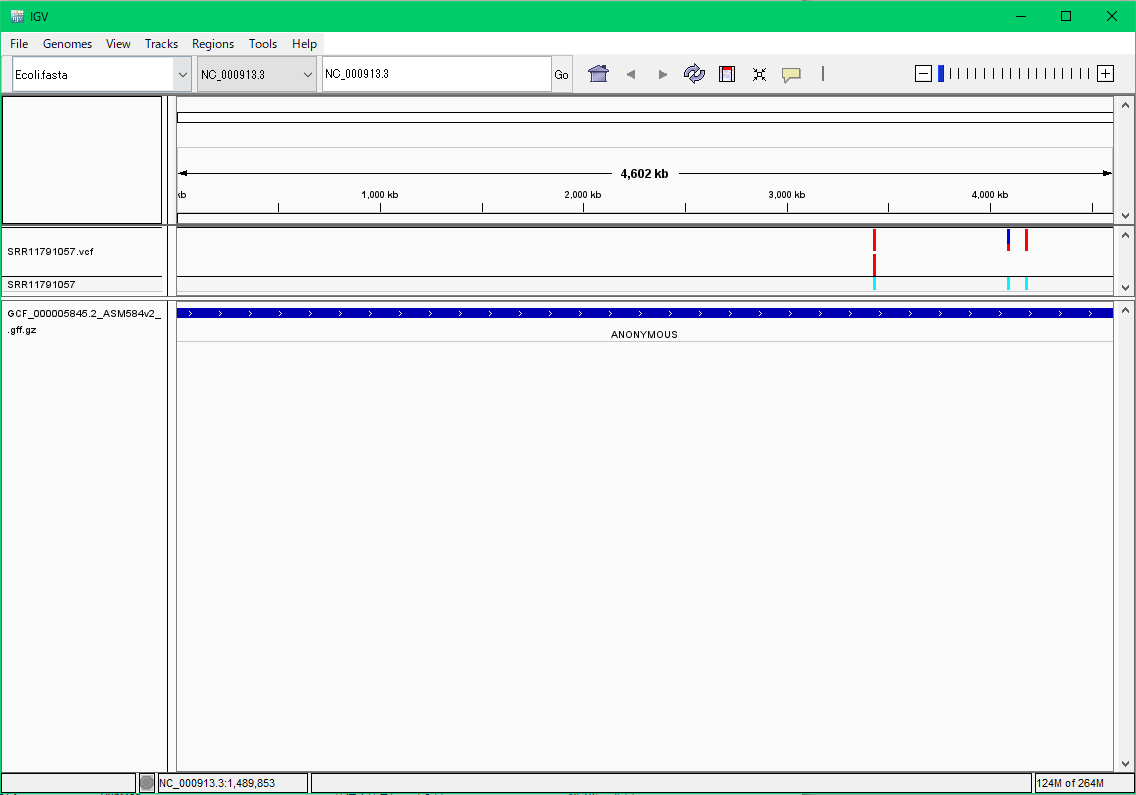 IGV
File Genomes View Tracks Regions Tools Help
Ecoli.fasta NC_000913.3 NC_000913.3 Go
4,602 kb
kb 1,000 kb 2,000 kb 3,000 kb 4,000 kb
SRR11791057.vcf
SRR11791057
GCF_000005845.2_ASM584v2_
.gff.gz
ANONYMOUS
NC_000913.3:1,489,853 124M of 264M